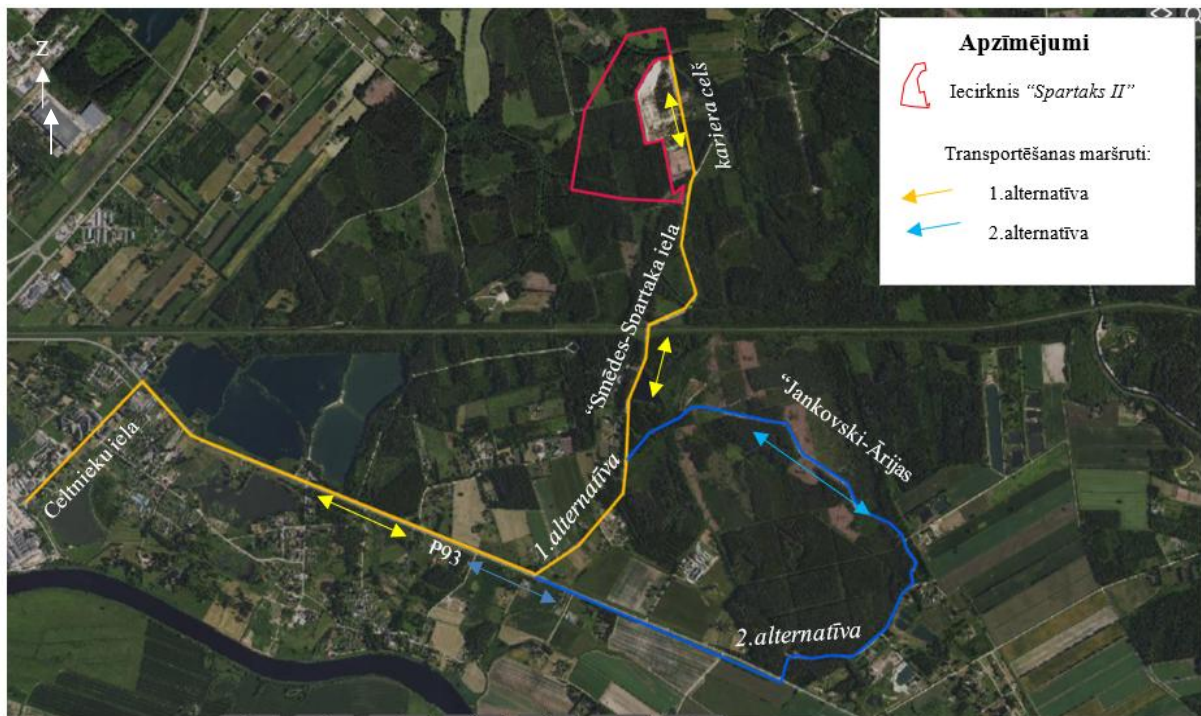 Z
Apzīmējumi
Iecirknis “Spartaks II”
Transportēšanas maršruti:
1.alternatīva
2.alternatīva
karjera ceļš
“Smēdes-Spartaka iela
“Jankovski-Ārijas
Celtnieku iela
1.alternatīva
P93
2.alternatīva